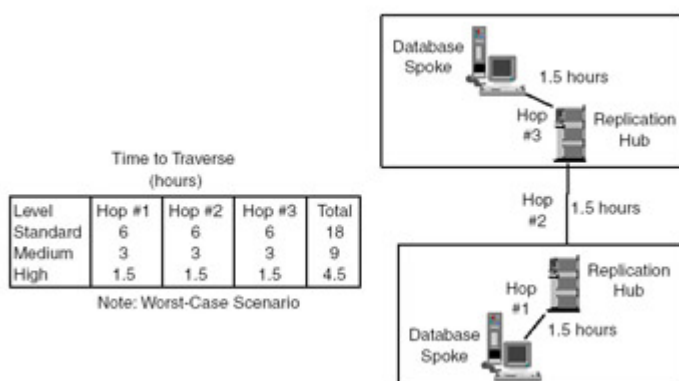 Time to Traverse
(hours)
Level Hop #1 Hop #2 Hop #3 Total
Standard 6 6 6 18
Medium 3 3 3 9
High 1.5 1.5 1.5 4.5
Note: Worst-Case Scenario
Database
Spoke
1.5 hours
Hop
#3
Replication
Hub
Hop
#2
1.5 hours
Replication
Hub
Hop
#1
1.5 hours
Database
Spoke